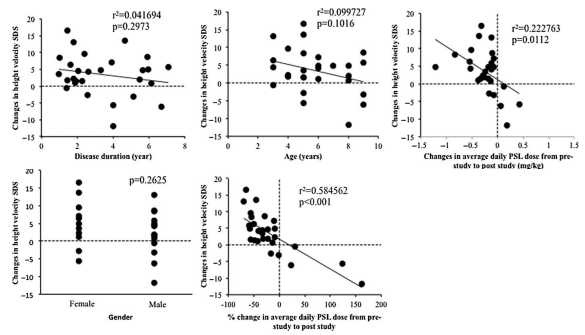 r²=0.041694
p=0.2973
Changes in height velocity SDS
20
15
10
5
0
-5
-10
-15
0 2 4 6 8
Disease duration (year)
r²=0.099727
p=0.1016
Changes in height velocity SDS
20
15
10
5
0
-5
-10
-15
0 2 4 6 8 10
Age (years)
r²=0.222763
p=0.0112
Changes in height velocity SDS
20
15
10
5
0
-5
-10
-15
-1.5 -1 -0.5 0 0.5 1 1.5
Changes in average daily PSL dose from pre-
study to post study (mg/kg)
p=0.2625
Changes in height velocity SDS
20
15
10
5
0
5
10
15
Female Male
Gender
r²=0.584562
p<0.001
Changes in height velocity SDS
20
15
10
5
0
5
10
15
-100 -50 0 50 100 150 200
% change in average daily PSL dose from pre-
study to post study